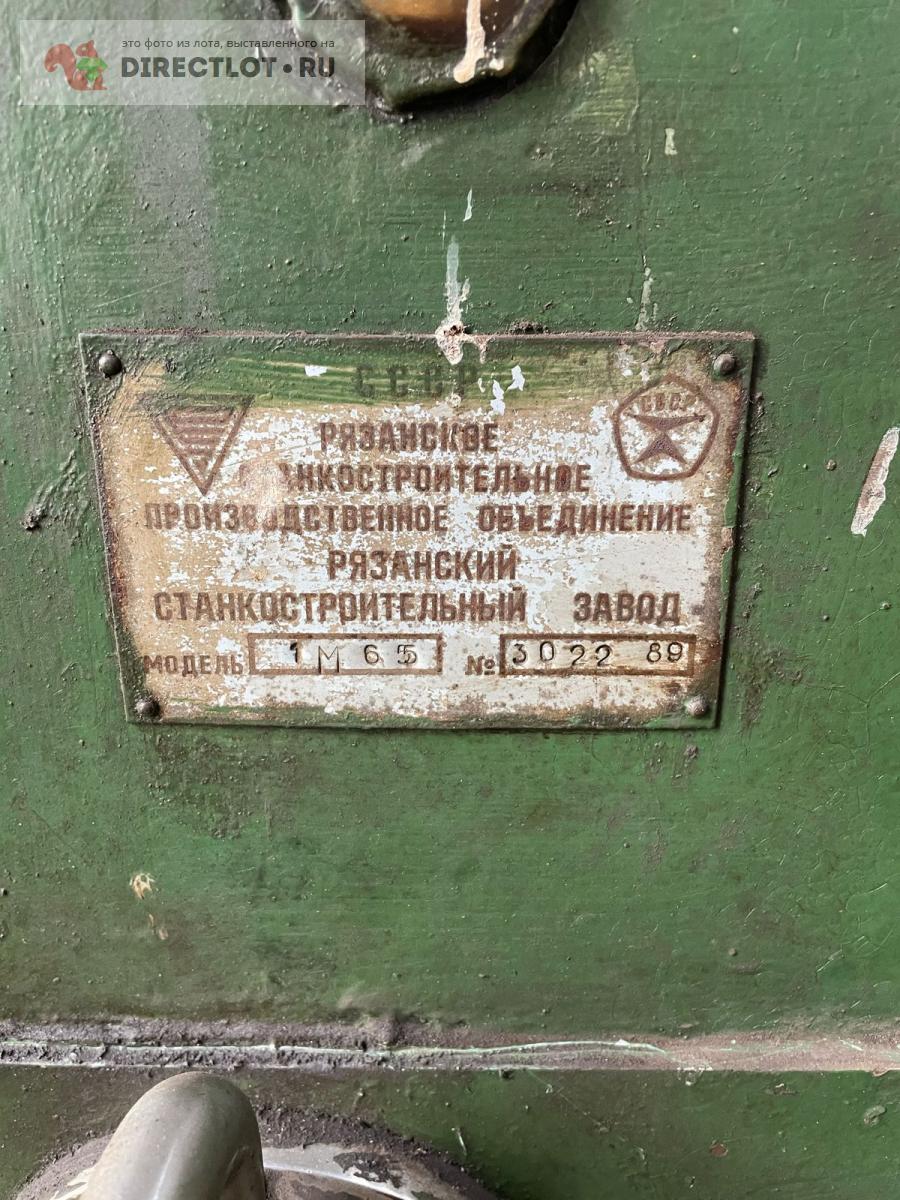 это фото из лота, выставленного на
DIRECTLOT.RU
СССР
СССР
РЯЗАНСКОЕ
СТАНКОСТРОИТЕЛЬНОЕ
ПРОИЗВОДСТВЕННОЕ ОБЪЕДИНЕНИЕ
РЯЗАНСКИЙ
СТАНКОСТРОИТЕЛЬНЫЙ ЗАВОД
МОДЕЛЬ 1М65 № 3022 89